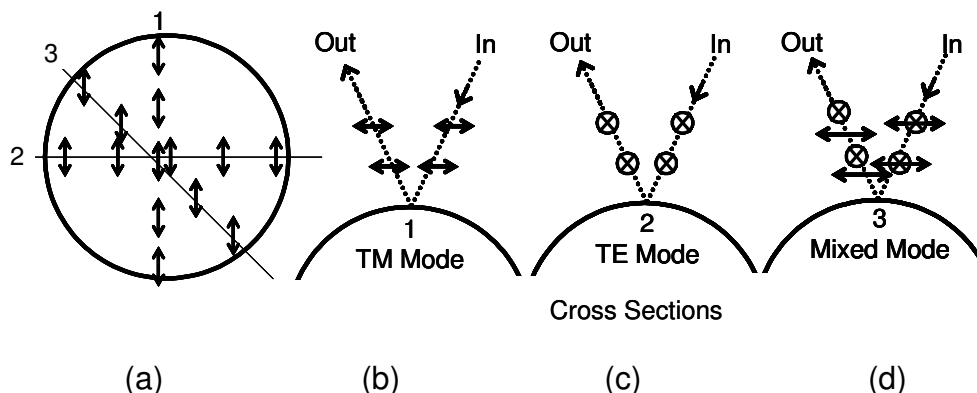 1
3
2
Out
In
1
TM Mode
Out
In
2
TE Mode
Out
In
3
Mixed Mode
Cross Sections
(a)
(b)
(c)
(d)